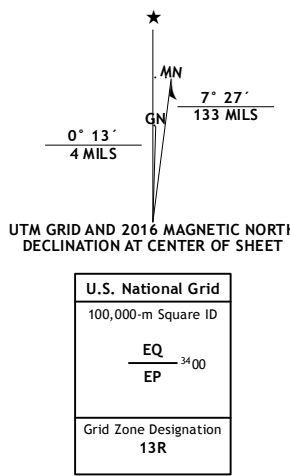 MN
7° 27´
133 MILS
GN
0° 13´
4 MILS
UTM GRID AND 2016 MAGNETIC NORTH
DECLINATION AT CENTER OF SHEET
U.S. National Grid
100,000-m Square ID
EQ
3400
EP
Grid Zone Designation
13R